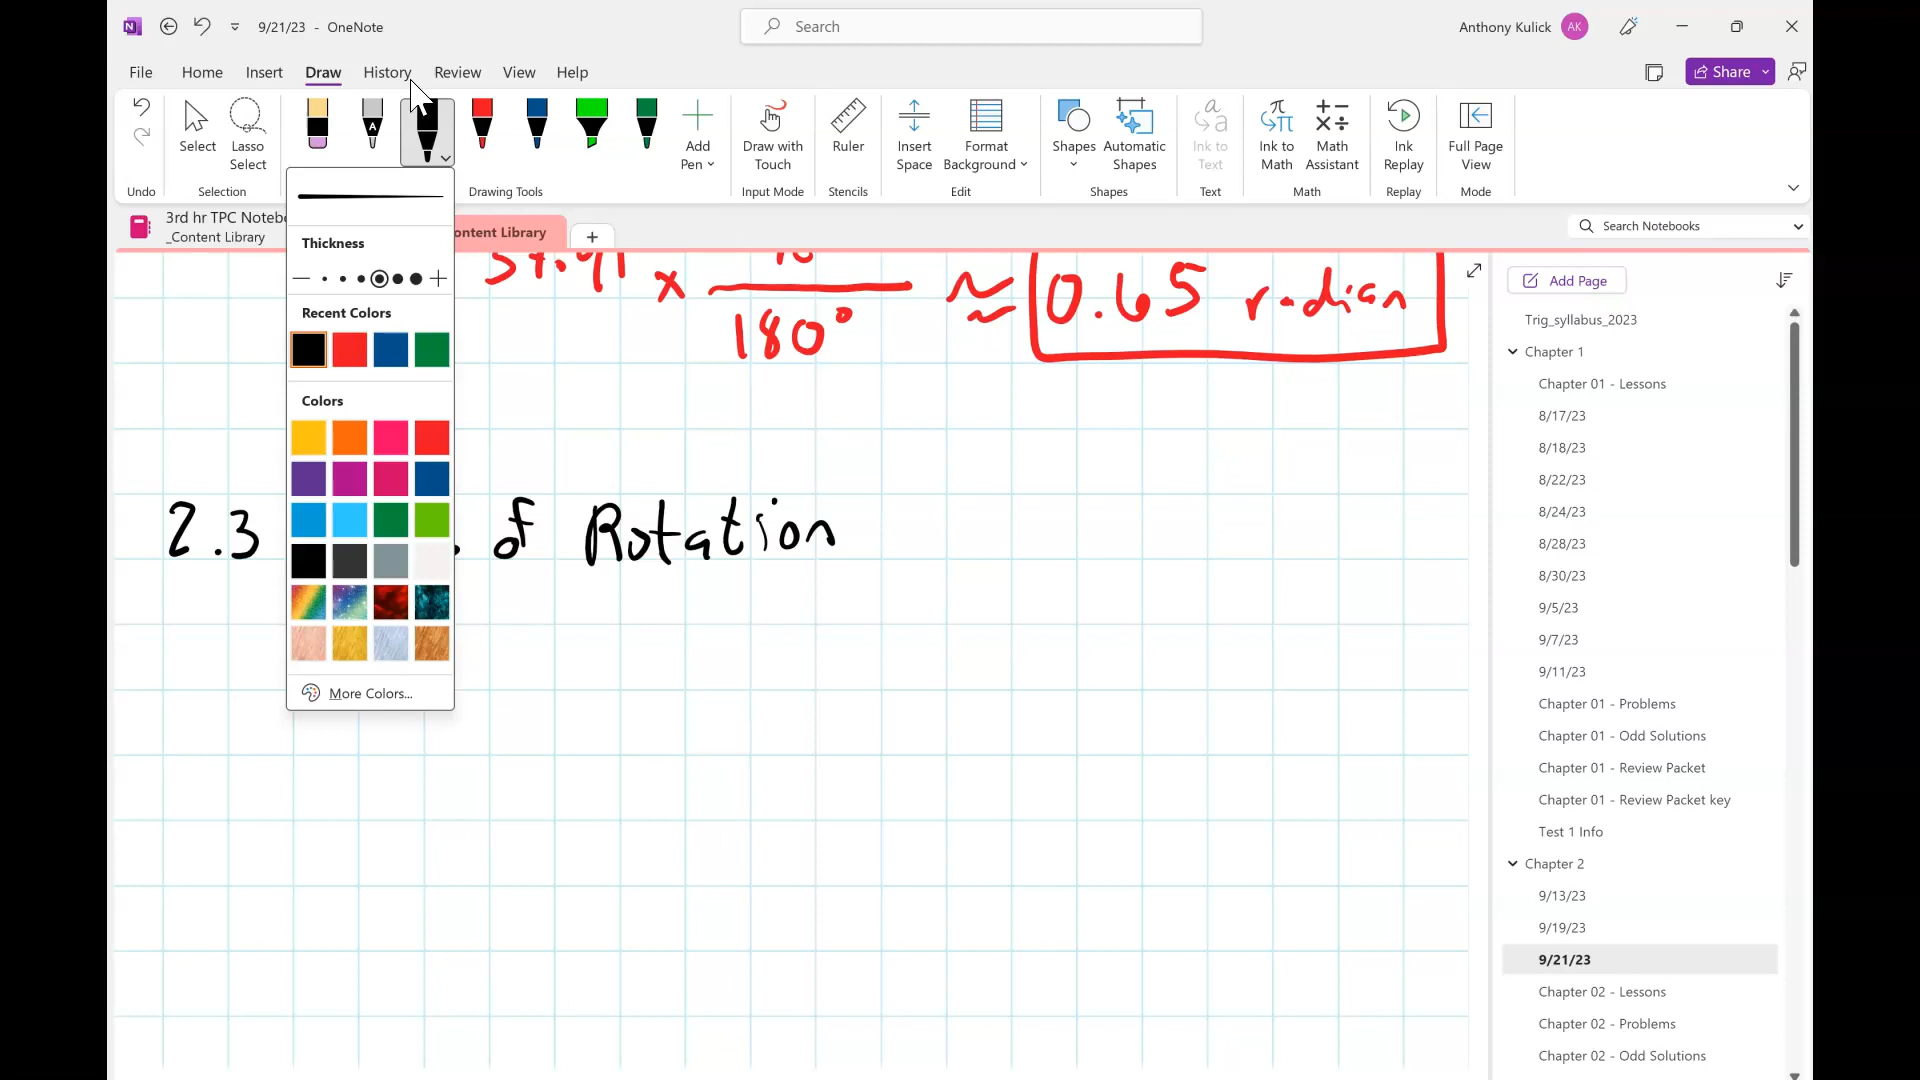 9/21/23 - OneNote
Search
Anthony Kulick AK
File Home Insert Draw History Review View Help
Share
A
Select
Lasso Select
Add Pen
Draw with Touch
Ruler
Insert Space
Format Background
Shapes
Automatic Shapes
Ink to Text
Ink to Math
Math Assistant
Ink Replay
Full Page View
Undo Selection Drawing Tools Input Mode Stencils Edit Shapes Text Math Replay Mode
3rd hr TPC
_Content Library
Content Library
Search Notebooks
Thickness
Recent Colors
Colors
More Colors...
x
180° ≈ 0.65 radian
2.3
of Rotation
Add Page
Trig_syllabus_2023
Chapter 1
Chapter 01 - Lessons
8/17/23
8/18/23
8/22/23
8/24/23
8/28/23
8/30/23
9/5/23
9/7/23
9/11/23
Chapter 01 - Problems
Chapter 01 - Odd Solutions
Chapter 01 - Review Packet
Chapter 01 - Review Packet key
Test 1 Info
Chapter 2
9/13/23
9/19/23
9/21/23
Chapter 02 - Lessons
Chapter 02 - Problems
Chapter 02 - Odd Solutions